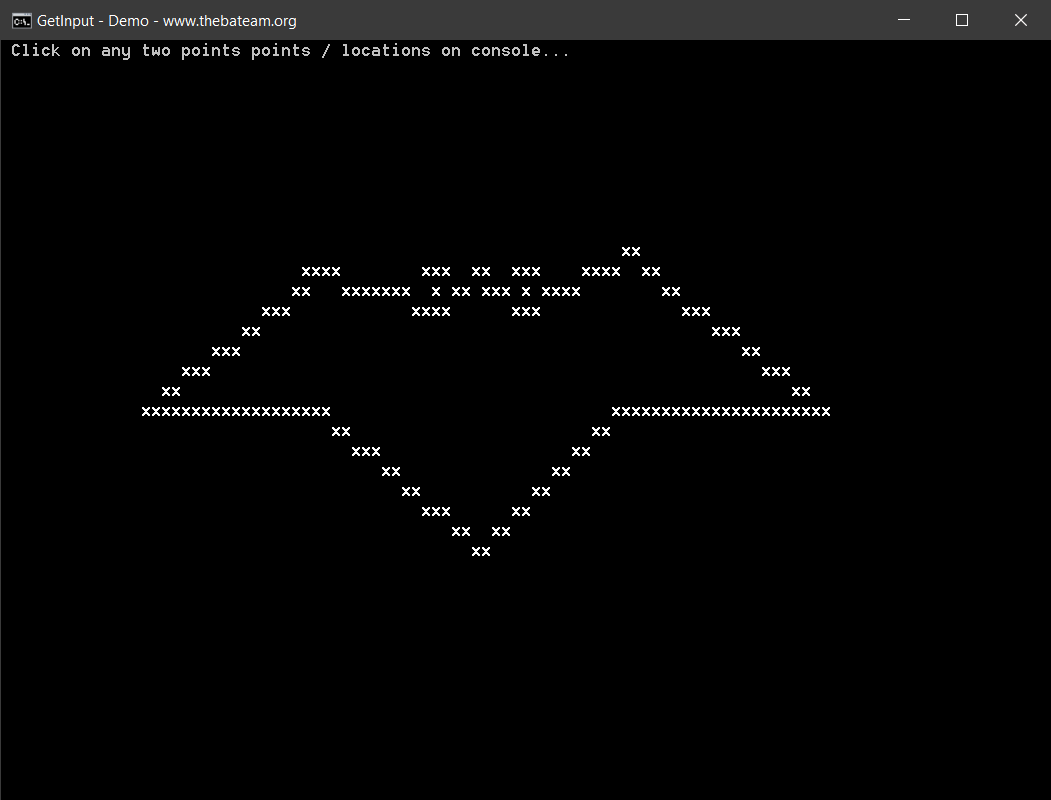 GetInput - Demo - www.thebateam.org
Click on any two points points / locations on console...
xx
xxxx xxx xx xxx xxxx xx
xx xxxxxxx x xx xxx x xxxx xx
xxx xxxx xxx xxx
xx xxx
xxx xx
xxx xxx
xx xx
xxxxxxxxxxxxxxxxxxx xxxxxxxxxxxxxxxxxxxxxx
xx xx
xxx xx
xx xx
xx xx
xxx xx
xx xx
xx